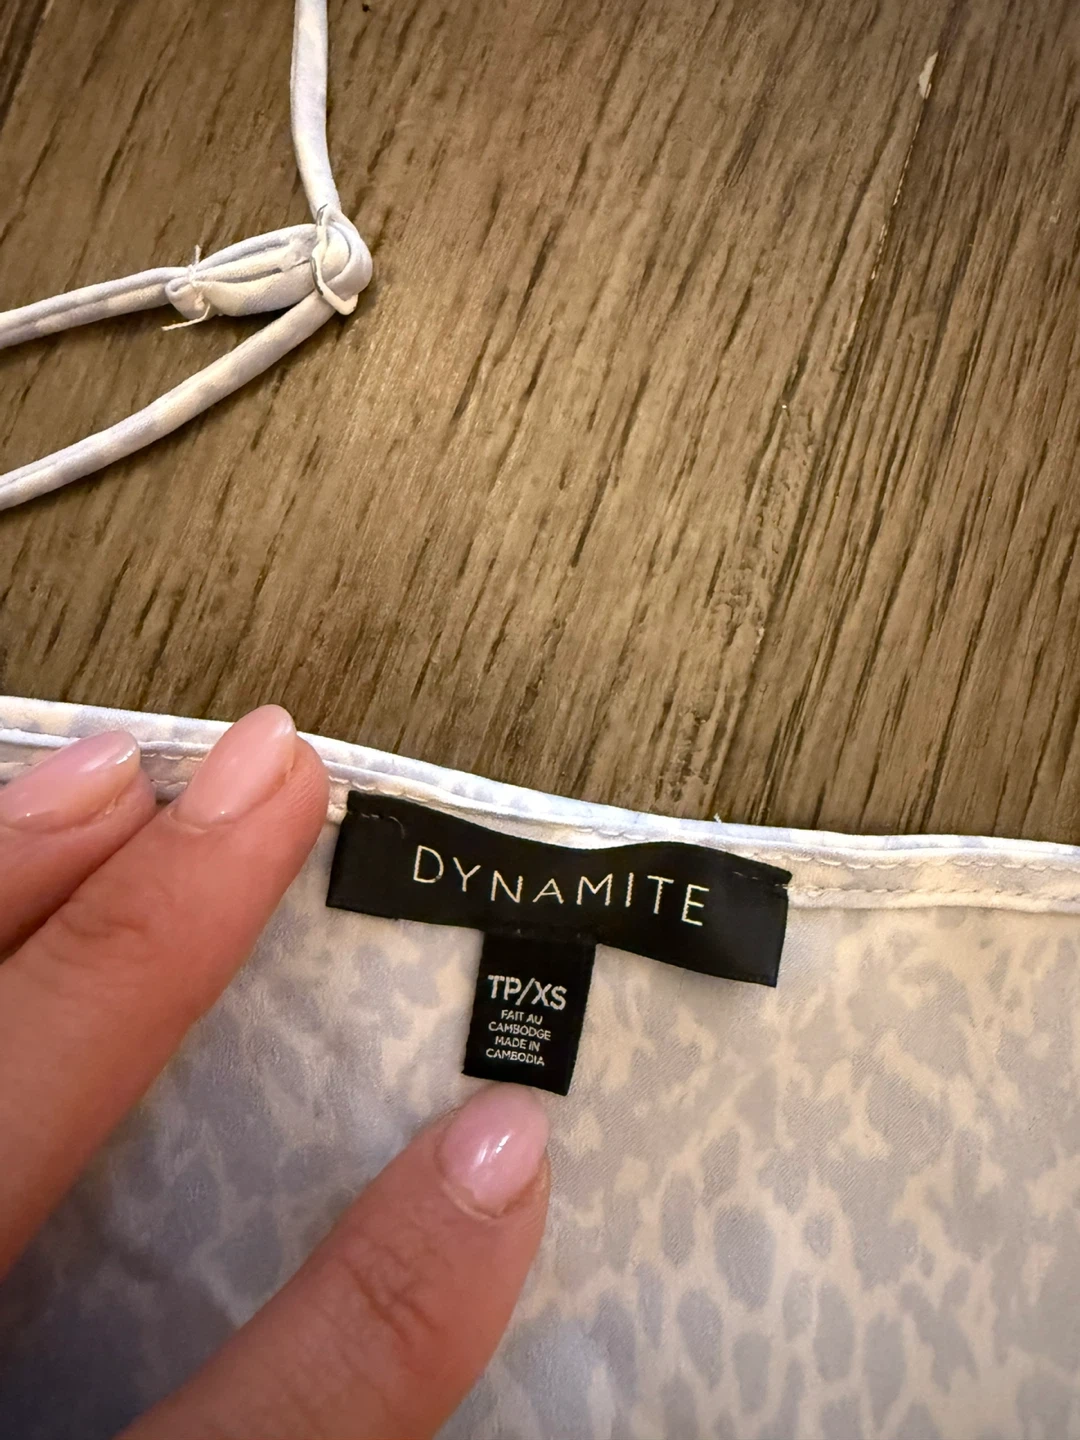 DYNAMITE
TP/XS
FAIT AU
CAMBODGE
MADE IN
CAMBODIA